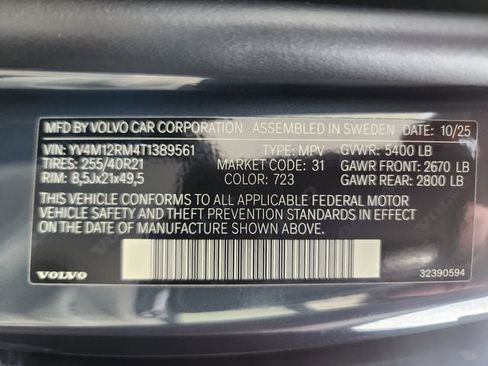 MFD BY VOLVO CAR CORPORATION ASSEMBLED IN SWEDEN DATE: 10/25
VIN: YV4M12RM4T1389561 TYPE: MPV GVWR: 5400 LB
TIRES: 255/40R21 MARKET CODE: 31 GAWR FRONT: 2670 LB
RIM: 8,5Jx21x49,5 COLOR: 723 GAWR REAR: 2800 LB
THIS VEHICLE CONFORMS TO ALL APPLICABLE FEDERAL MOTOR
VEHICLE SAFETY AND THEFT PREVENTION STANDARDS IN EFFECT
ON THE DATE OF MANUFACTURE SHOWN ABOVE.
VOLVO 32390594